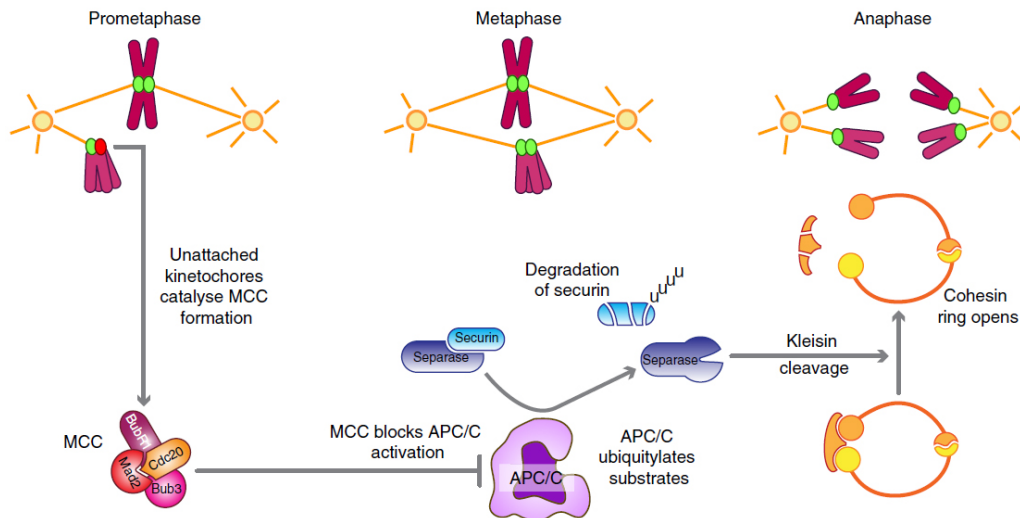 Prometaphase
Metaphase
Anaphase
Unattached
kinetochores
catalyse MCC
formation
Degradation
of securin
uuuu
Securin
Separase
Separase
Kleisin
cleavage
Cohesin
ring opens
MCC
BubR1
Cdc20
Mad2
Bub3
MCC blocks APC/C
activation
APC/C
APC/C
ubiquitylates
substrates